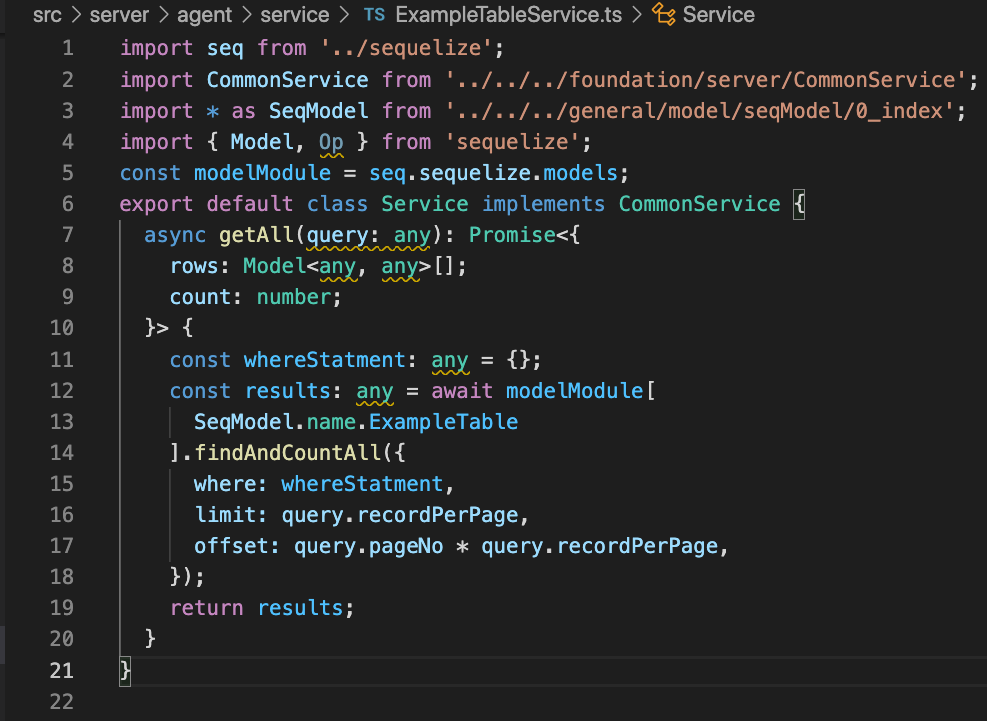 src > server > agent > service > TS ExampleTableService.ts > Service
1 import seq from '../sequelize';
2 import CommonService from '../../../foundation/server/CommonService';
3 import * as SeqModel from '../../../general/model/seqModel/0_index';
4 import { Model, Op } from 'sequelize';
5 const modelModule = seq.sequelize.models;
6 export default class Service implements CommonService {
7 async getAll(query: any): Promise<{
8 rows: Model<any, any>[];
9 count: number;
10 }> {
11 const whereStatment: any = {};
12 const results: any = await modelModule[
13 SeqModel.name.ExampleTable
14 ].findAndCountAll({
15 where: whereStatment,
16 limit: query.recordPerPage,
17 offset: query.pageNo * query.recordPerPage,
18 });
19 return results;
20 }
21 }
22